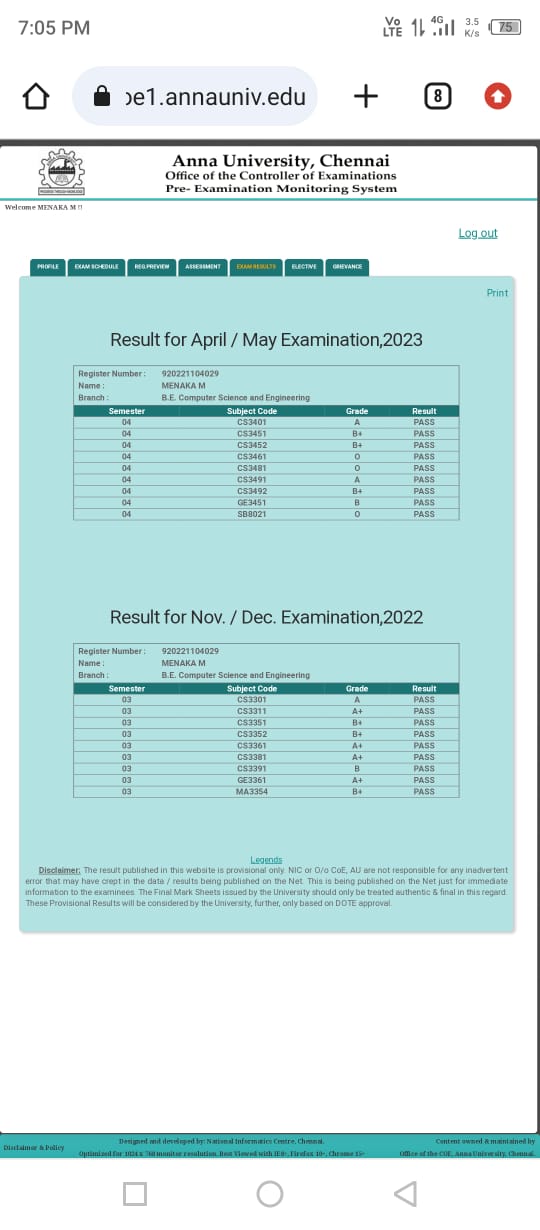 7:05 PM
Vo LTE 4G 3.5 K/s 75
ɔe1.annauniv.edu
8
Anna University, Chennai
Office of the Controller of Examinations
Pre- Examination Monitoring System
Welcome MENAKA M !!
Log out
PROFILE EXAM SCHEDULE REG.PREVIEW ASSESSMENT EXAM RESULTS ELECTIVE GRIEVANCE
Print
Result for April / May Examination,2023
Register Number : 920221104029
Name : MENAKA M
Branch : B.E. Computer Science and Engineering
Semester Subject Code Grade Result
04 CS3401 A PASS
04 CS3451 B+ PASS
04 CS3452 B+ PASS
04 CS3461 O PASS
04 CS3481 O PASS
04 CS3491 A PASS
04 CS3492 B+ PASS
04 GE3451 B PASS
04 SB8021 O PASS
Result for Nov. / Dec. Examination,2022
Register Number : 920221104029
Name : MENAKA M
Branch : B.E. Computer Science and Engineering
Semester Subject Code Grade Result
03 CS3301 A PASS
03 CS3311 A+ PASS
03 CS3351 B+ PASS
03 CS3352 B+ PASS
03 CS3361 A+ PASS
03 CS3381 A+ PASS
03 CS3391 B PASS
03 GE3361 A+ PASS
03 MA3354 B+ PASS
Legends
Disclaimer: The result published in this website is provisional only. NIC or O/o CoE, AU are not responsible for any inadvertent
error that may have crept in the data / results being published on the Net. This is being published on the Net just for immediate
information to the examinees. The Final Mark Sheets issued by the University should only be treated authentic & final in this regard.
These Provisional Results will be considered by the University, further, only based on DOTE approval.
Disclaimer & Policy
Designed and developed by: National Informatics Centre, Chennai.
Optimized for 1024 x 768 monitor resolution. Best Viewed with IE8+, Firefox 10+, Chrome 15+
Content owned & maintained by
Office of the COE, Anna University, Chennai.